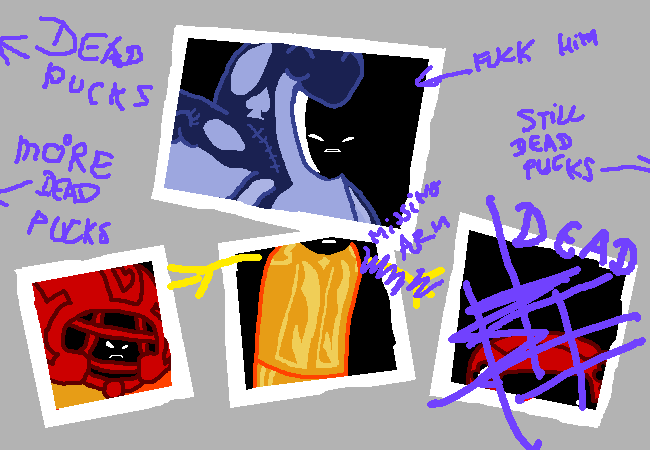 DEAD
PUCKS
FUCK HIM
STILL
DEAD
PUCKS
MORE
DEAD
PUCKS
MISSING
ARM
DEAD